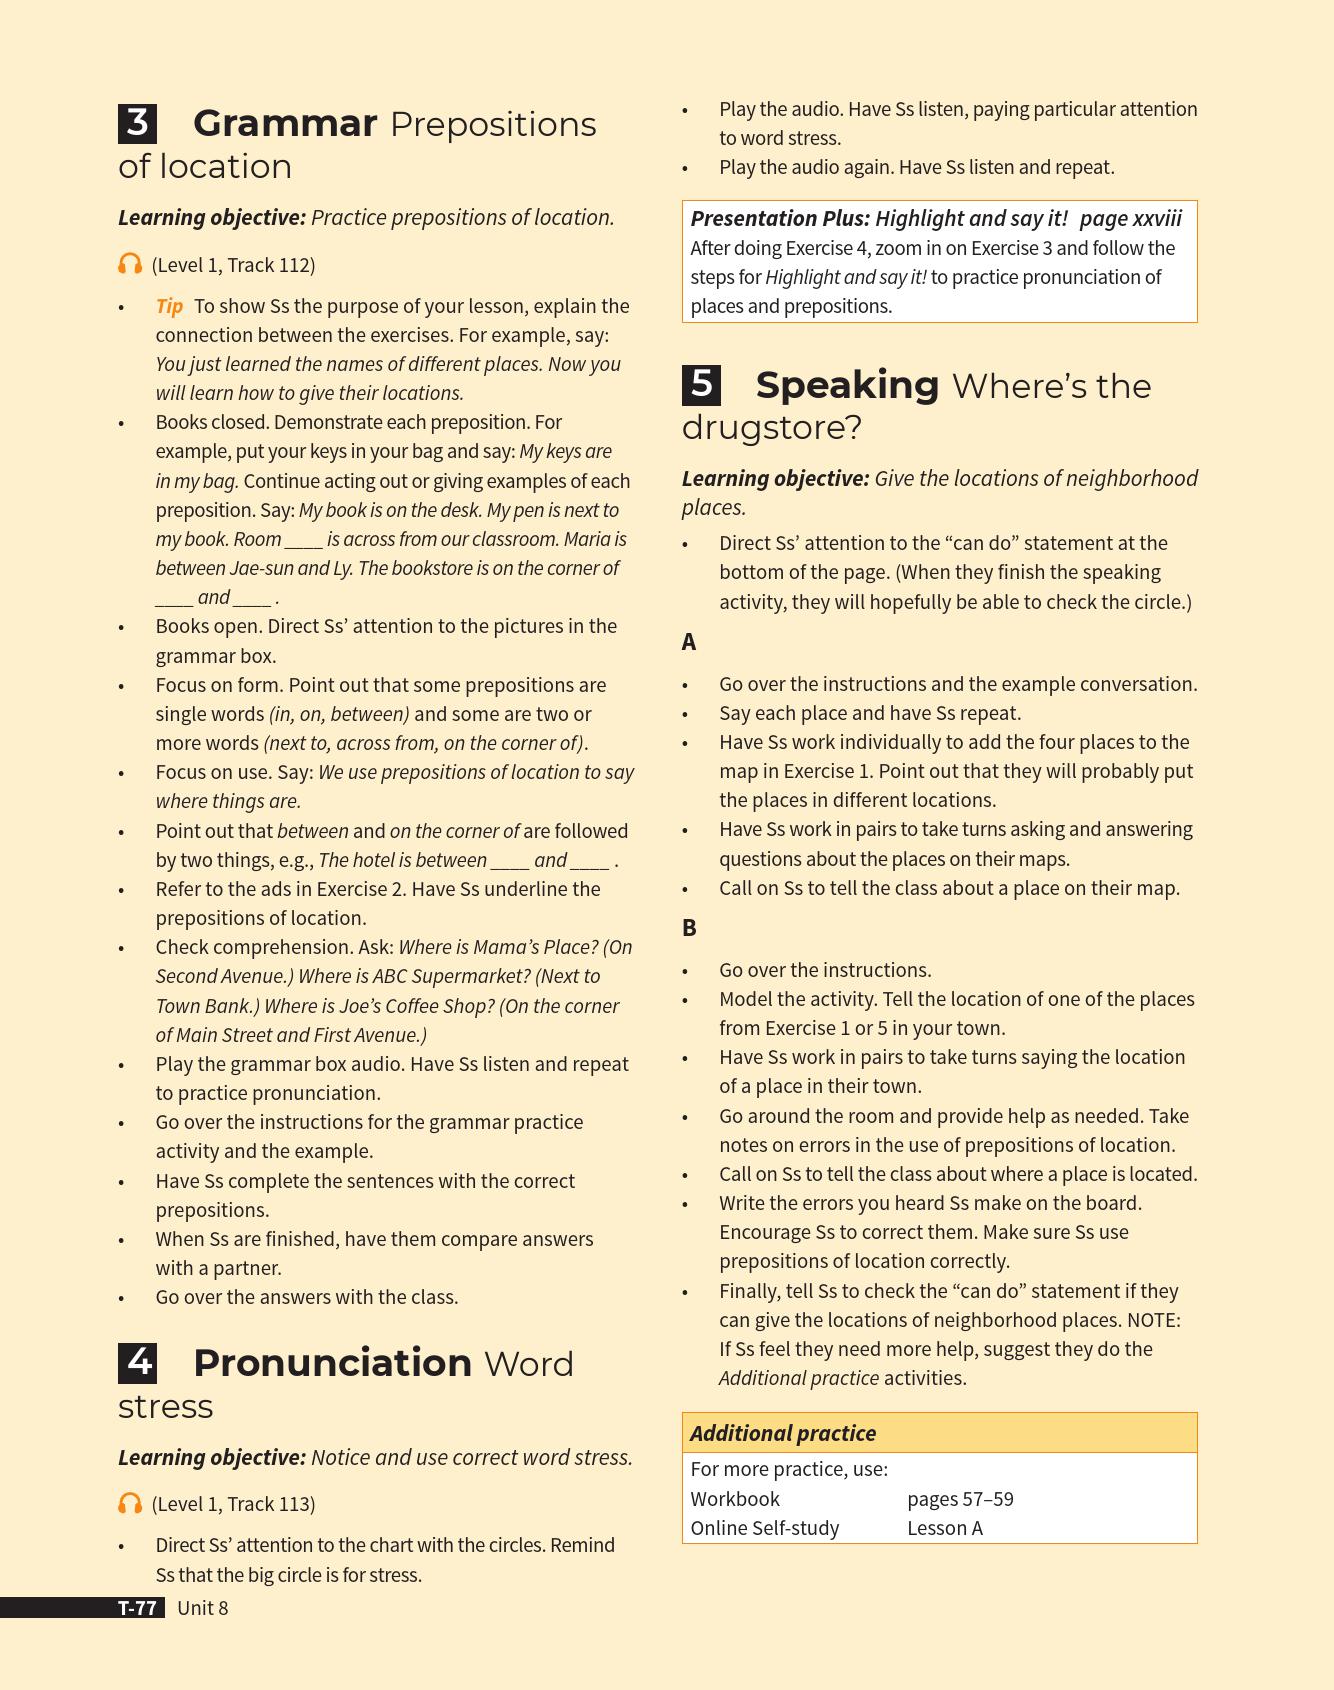 3 Grammar Prepositions
of location
Learning objective: Practice prepositions of location.
(Level 1, Track 112)
• Tip To show Ss the purpose of your lesson, explain the
connection between the exercises. For example, say:
You just learned the names of different places. Now you
will learn how to give their locations.
• Books closed. Demonstrate each preposition. For
example, put your keys in your bag and say: My keys are
in my bag. Continue acting out or giving examples of each
preposition. Say: My book is on the desk. My pen is next to
my book. Room ____ is across from our classroom. Maria is
between Jae-sun and Ly. The bookstore is on the corner of
____ and ____ .
• Books open. Direct Ss’ attention to the pictures in the
grammar box.
• Focus on form. Point out that some prepositions are
single words (in, on, between) and some are two or
more words (next to, across from, on the corner of).
• Focus on use. Say: We use prepositions of location to say
where things are.
• Point out that between and on the corner of are followed
by two things, e.g., The hotel is between ____ and ____ .
• Refer to the ads in Exercise 2. Have Ss underline the
prepositions of location.
• Check comprehension. Ask: Where is Mama’s Place? (On
Second Avenue.) Where is ABC Supermarket? (Next to
Town Bank.) Where is Joe’s Coffee Shop? (On the corner
of Main Street and First Avenue.)
• Play the grammar box audio. Have Ss listen and repeat
to practice pronunciation.
• Go over the instructions for the grammar practice
activity and the example.
• Have Ss complete the sentences with the correct
prepositions.
• When Ss are finished, have them compare answers
with a partner.
• Go over the answers with the class.
4 Pronunciation Word
stress
Learning objective: Notice and use correct word stress.
(Level 1, Track 113)
• Direct Ss’ attention to the chart with the circles. Remind
Ss that the big circle is for stress.
• Play the audio. Have Ss listen, paying particular attention
to word stress.
• Play the audio again. Have Ss listen and repeat.
Presentation Plus: Highlight and say it! page xxviii
After doing Exercise 4, zoom in on Exercise 3 and follow the
steps for Highlight and say it! to practice pronunciation of
places and prepositions.
5 Speaking Where’s the
drugstore?
Learning objective: Give the locations of neighborhood
places.
• Direct Ss’ attention to the “can do” statement at the
bottom of the page. (When they finish the speaking
activity, they will hopefully be able to check the circle.)
A
• Go over the instructions and the example conversation.
• Say each place and have Ss repeat.
• Have Ss work individually to add the four places to the
map in Exercise 1. Point out that they will probably put
the places in different locations.
• Have Ss work in pairs to take turns asking and answering
questions about the places on their maps.
• Call on Ss to tell the class about a place on their map.
B
• Go over the instructions.
• Model the activity. Tell the location of one of the places
from Exercise 1 or 5 in your town.
• Have Ss work in pairs to take turns saying the location
of a place in their town.
• Go around the room and provide help as needed. Take
notes on errors in the use of prepositions of location.
• Call on Ss to tell the class about where a place is located.
• Write the errors you heard Ss make on the board.
Encourage Ss to correct them. Make sure Ss use
prepositions of location correctly.
• Finally, tell Ss to check the “can do” statement if they
can give the locations of neighborhood places. NOTE:
If Ss feel they need more help, suggest they do the
Additional practice activities.
Additional practice
For more practice, use:
Workbook pages 57–59
Online Self-study Lesson A
T-77 Unit 8